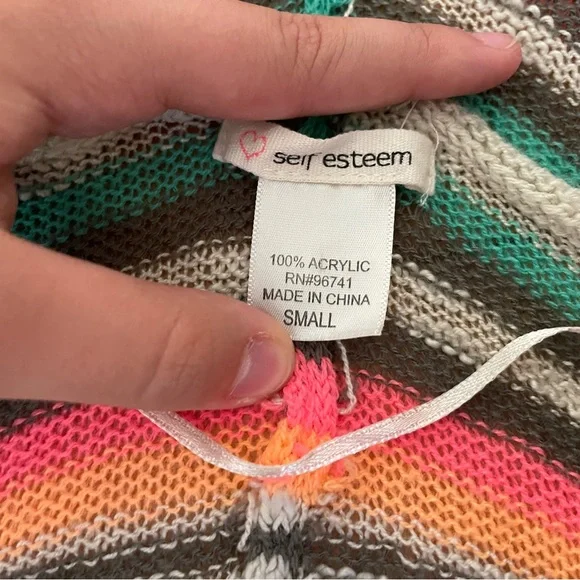 self esteem
100% ACRYLIC
RN#96741
MADE IN CHINA
SMALL